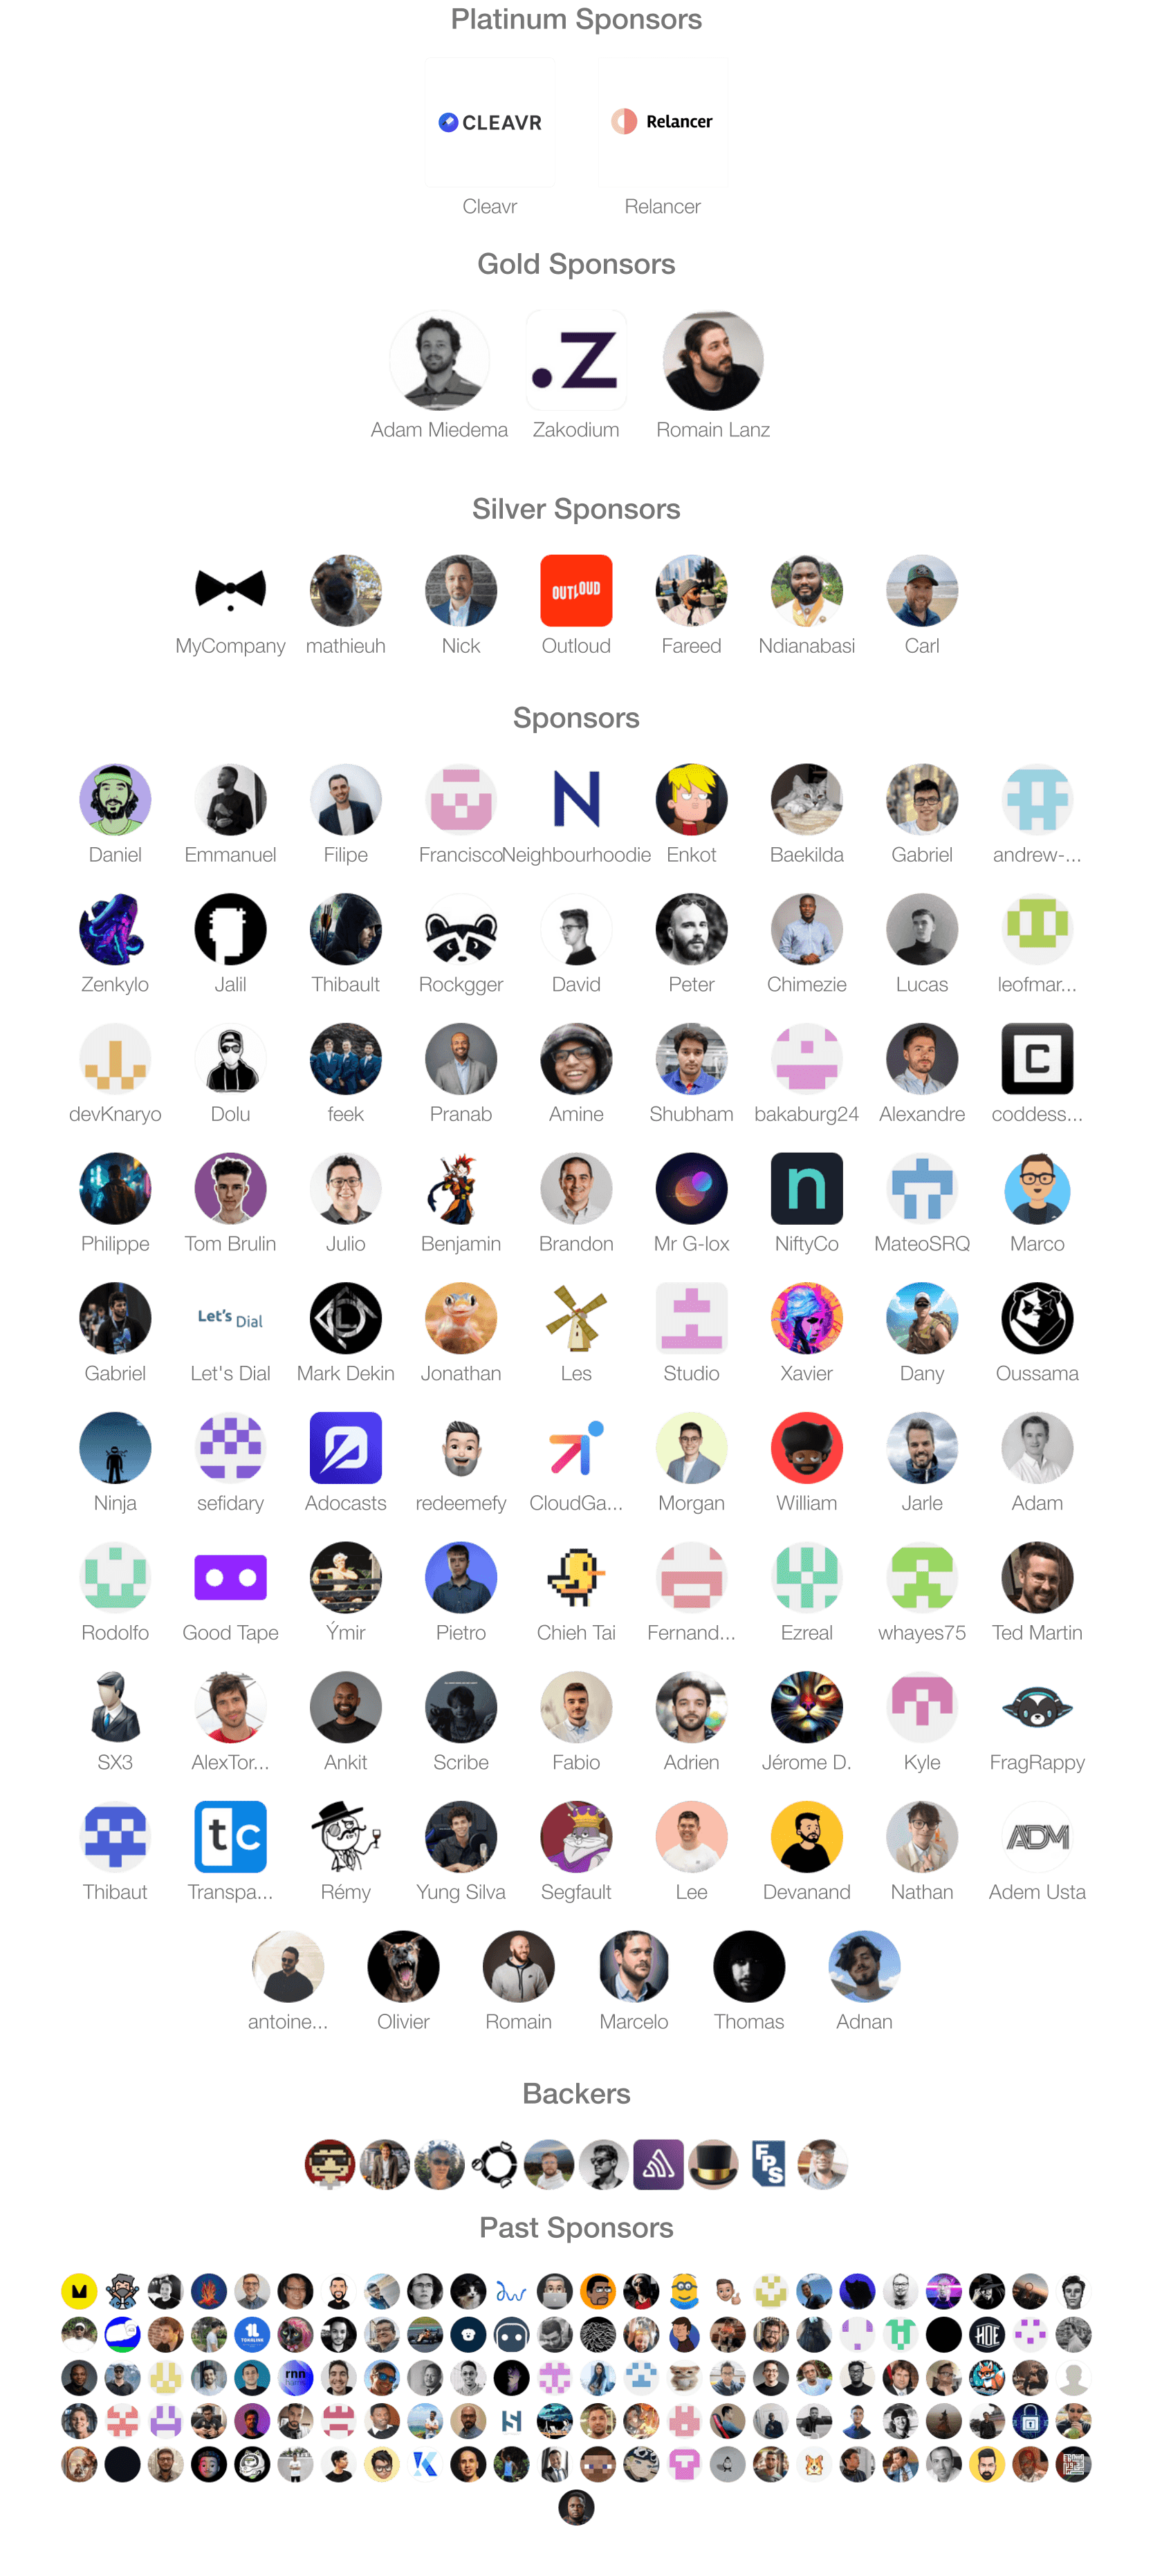 Platinum Sponsors
CLEAVR
Relancer
Cleavr
Relancer
Gold Sponsors
.Z
Adam Miedema
Zakodium
Romain Lanz
Silver Sponsors
OUTLOUD
MyCompany
mathieuh
Nick
Outloud
Fareed
Ndianabasi
Carl
Sponsors
N
Daniel
Emmanuel
Filipe
Francisco
Neighbourhoodie
Enkot
Baekilda
Gabriel
andrew-...
Zenkylo
Jalil
Thibault
Rockgger
David
Peter
Chimezie
Lucas
leofmar...
C
devKnaryo
Dolu
feek
Pranab
Amine
Shubham
bakaburg24
Alexandre
coddess...
n
Philippe
Tom Brulin
Julio
Benjamin
Brandon
Mr G-lox
NiftyCo
MateoSRQ
Marco
Let's Dial
Gabriel
Let's Dial
Mark Dekin
Jonathan
Les
Studio
Xavier
Dany
Oussama
Ninja
sefidary
Adocasts
redeemefy
CloudGa...
Morgan
William
Jarle
Adam
Rodolfo
Good Tape
Ýmir
Pietro
Chieh Tai
Fernand...
Ezreal
whayes75
Ted Martin
SX3
AlexTor...
Ankit
Scribe
Fabio
Adrien
Jérome D.
Kyle
FragRappy
tc
ADM
Thibaut
Transpa...
Rémy
Yung Silva
Segfault
Lee
Devanand
Nathan
Adem Usta
antoine...
Olivier
Romain
Marcelo
Thomas
Adnan
Backers
FPS
Past Sponsors
HOE
rnn